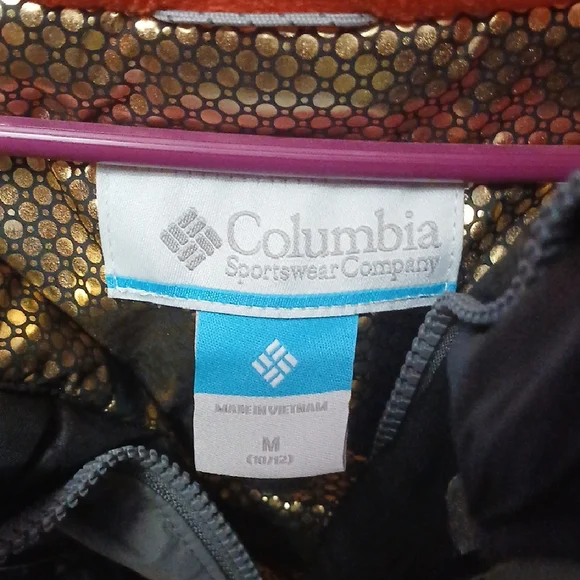 Columbia
Sportswear Company
MADE IN VIETNAM
M
(10/12)